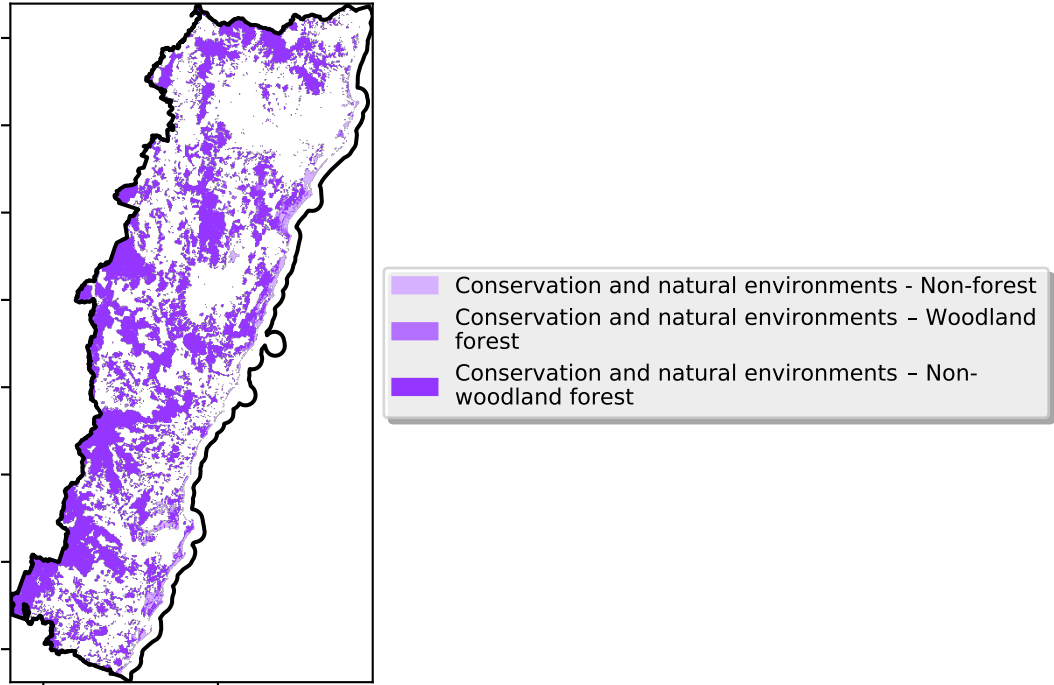 Conservation and natural environments - Non-forest
Conservation and natural environments – Woodland
forest
Conservation and natural environments – Non-
woodland forest